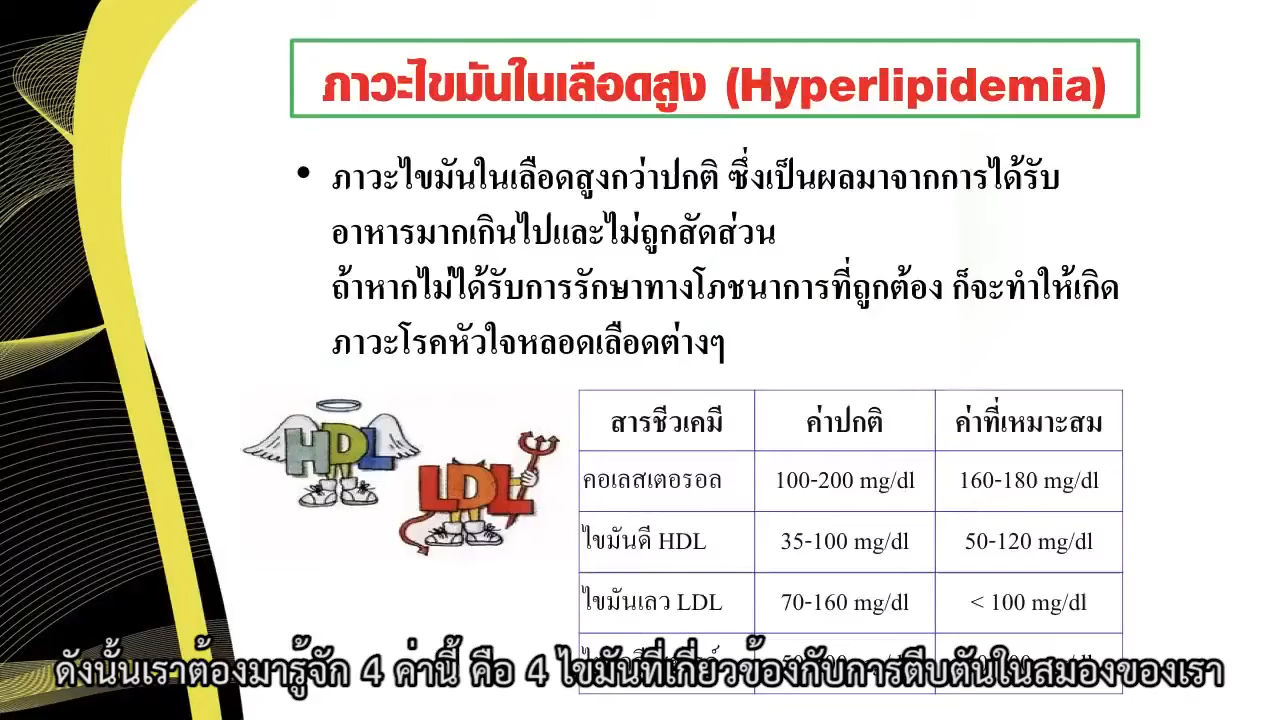 ภาวะไขมันในเลือดสูง (Hyperlipidemia)
• ภาวะไขมันในเลือดสูงกว่าปกติ ซึ่งเป็นผลมาจากการได้รับ
อาหารมากเกินไปและไม่ถูกสัดส่วน
ถ้าหากไม่ได้รับการรักษาทางโภชนาการที่ถูกต้อง ก็จะทำให้เกิด
ภาวะโรคหัวใจหลอดเลือดต่างๆ
HDL
LDL
สารชีวเคมี ค่าปกติ ค่าที่เหมาะสม
คอเลสเตอรอล 100-200 mg/dl 160-180 mg/dl
ไขมันดี HDL 35-100 mg/dl 50-120 mg/dl
ไขมันเลว LDL 70-160 mg/dl < 100 mg/dl
ดังนั้นเราต้องมารู้จัก 4 ค่านี้ คือ 4 ไขมันที่เกี่ยวข้องกับการตีบตันในสมองของเรา